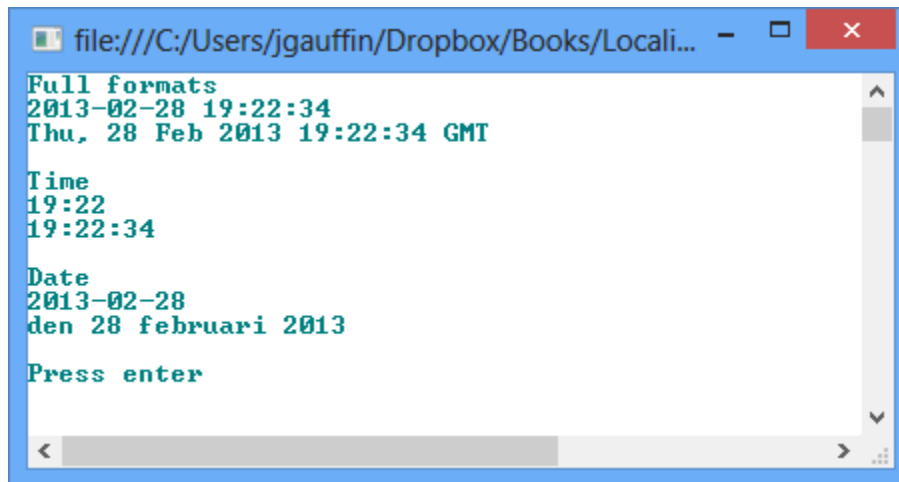 file:///C:/Users/jgauffin/Dropbox/Books/Locali...
Full formats
2013-02-28 19:22:34
Thu, 28 Feb 2013 19:22:34 GMT
Time
19:22
19:22:34
Date
2013-02-28
den 28 februari 2013
Press enter